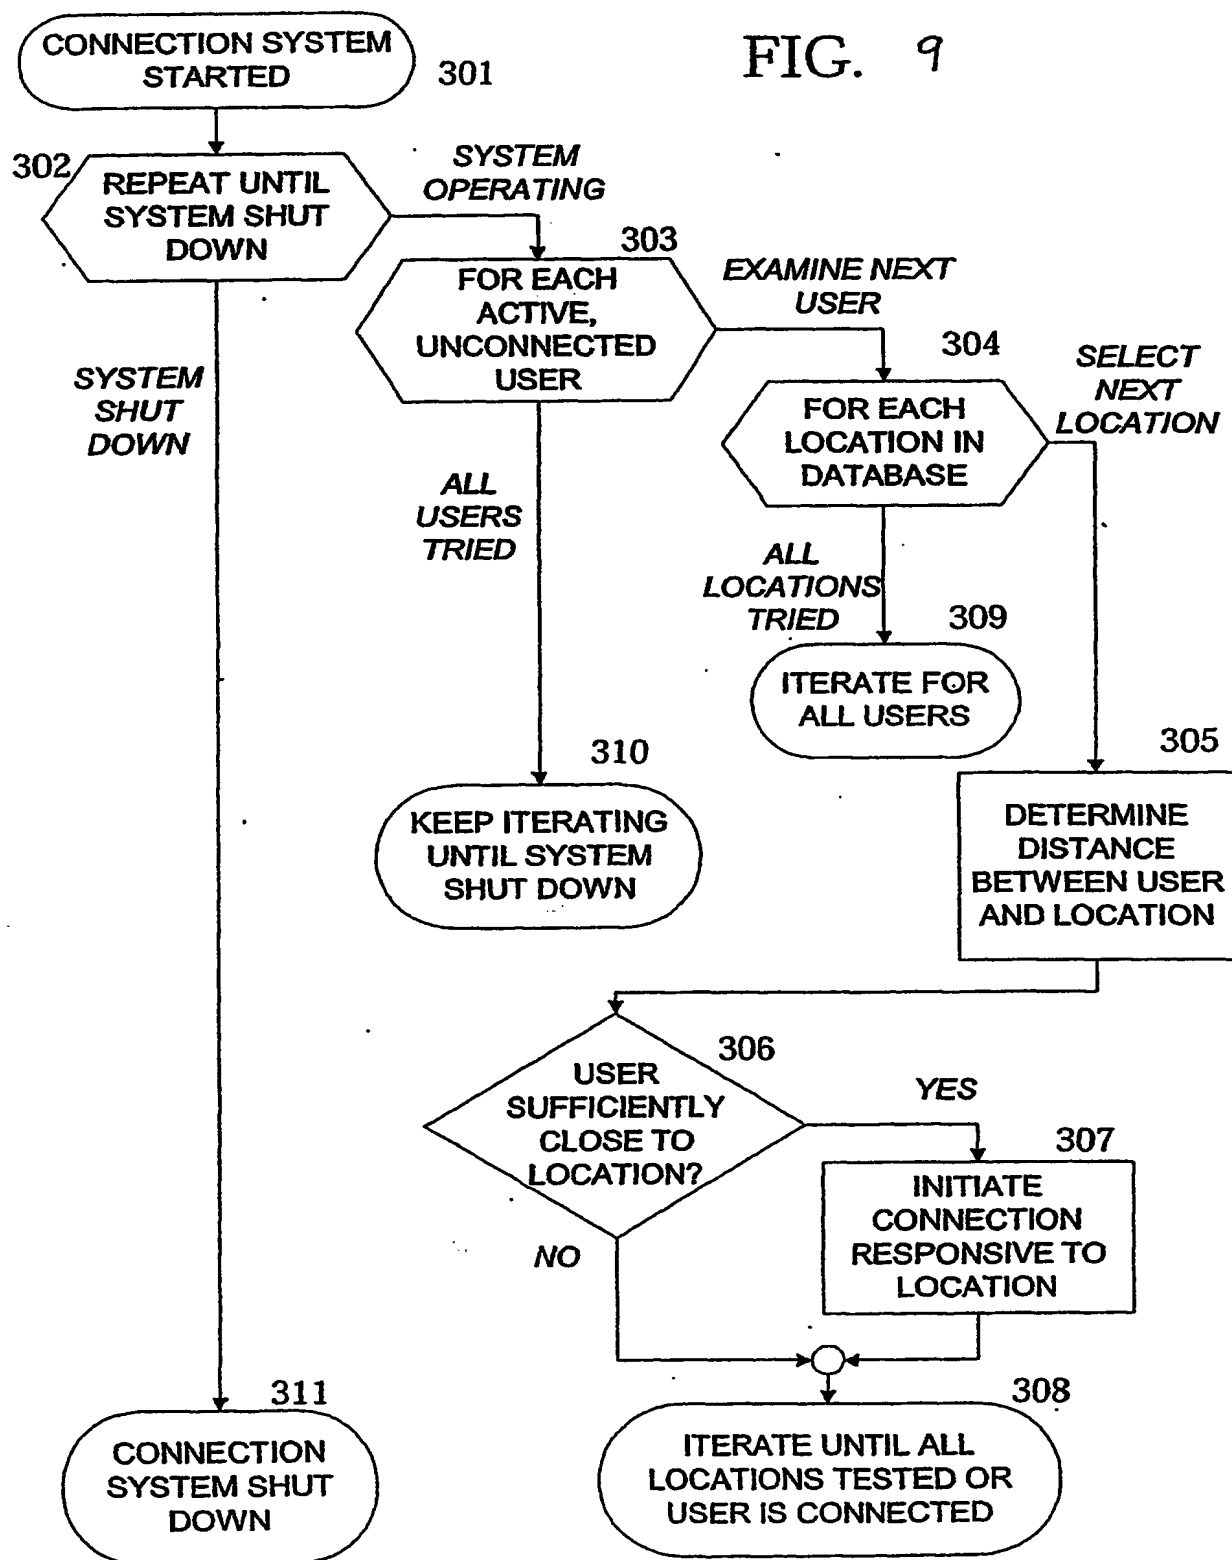 FIG. 9
CONNECTION SYSTEM
STARTED
301
302
REPEAT UNTIL
SYSTEM SHUT
DOWN
SYSTEM
OPERATING
303
FOR EACH
ACTIVE,
UNCONNECTED
USER
EXAMINE NEXT
USER
304
FOR EACH
LOCATION IN
DATABASE
SELECT
NEXT
LOCATION
SYSTEM
SHUT
DOWN
ALL
USERS
TRIED
ALL
LOCATIONS
TRIED
309
ITERATE FOR
ALL USERS
310
KEEP ITERATING
UNTIL SYSTEM
SHUT DOWN
305
DETERMINE
DISTANCE
BETWEEN USER
AND LOCATION
306
USER
SUFFICIENTLY
CLOSE TO
LOCATION?
YES
307
INITIATE
CONNECTION
RESPONSIVE TO
LOCATION
NO
308
ITERATE UNTIL ALL
LOCATIONS TESTED OR
USER IS CONNECTED
311
CONNECTION
SYSTEM SHUT
DOWN